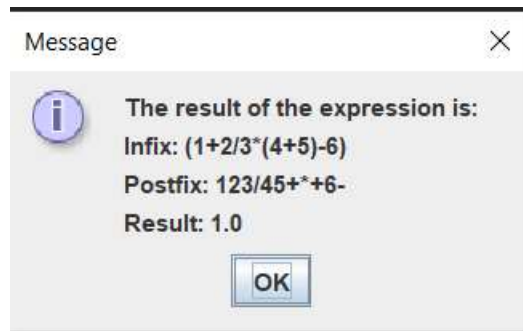 Message
The result of the expression is:
Infix: (1+2/3*(4+5)-6)
Postfix: 123/45+*+6-
Result: 1.0
OK